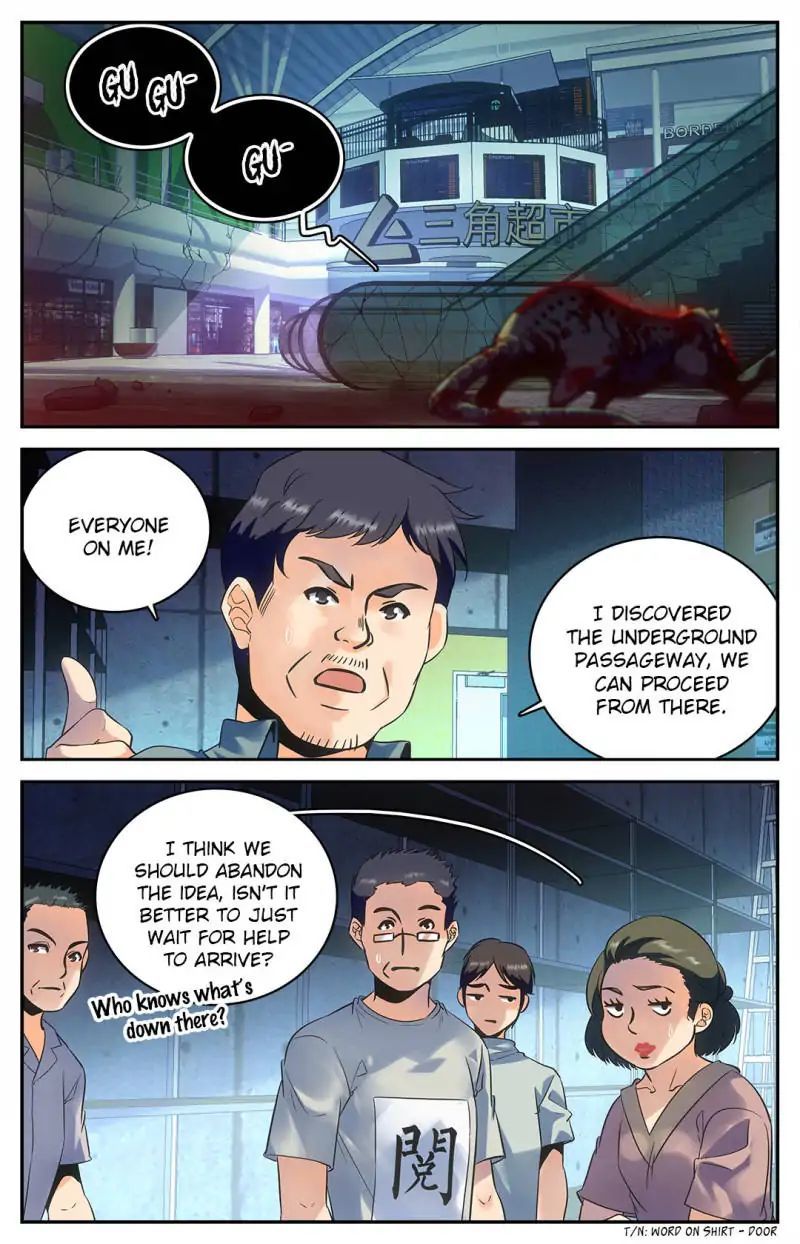 GU
GU-
GU-
BORDE
三角超市
EVERYONE
ON ME!
I DISCOVERED
THE UNDERGROUND
PASSAGEWAY, WE
CAN PROCEED
FROM THERE.
I THINK WE
SHOULD ABANDON
THE IDEA, ISN'T IT
BETTER TO JUST
WAIT FOR HELP
TO ARRIVE?
Who knows what's
down there?
閲
T/N: WORD ON SHIRT - DOOR